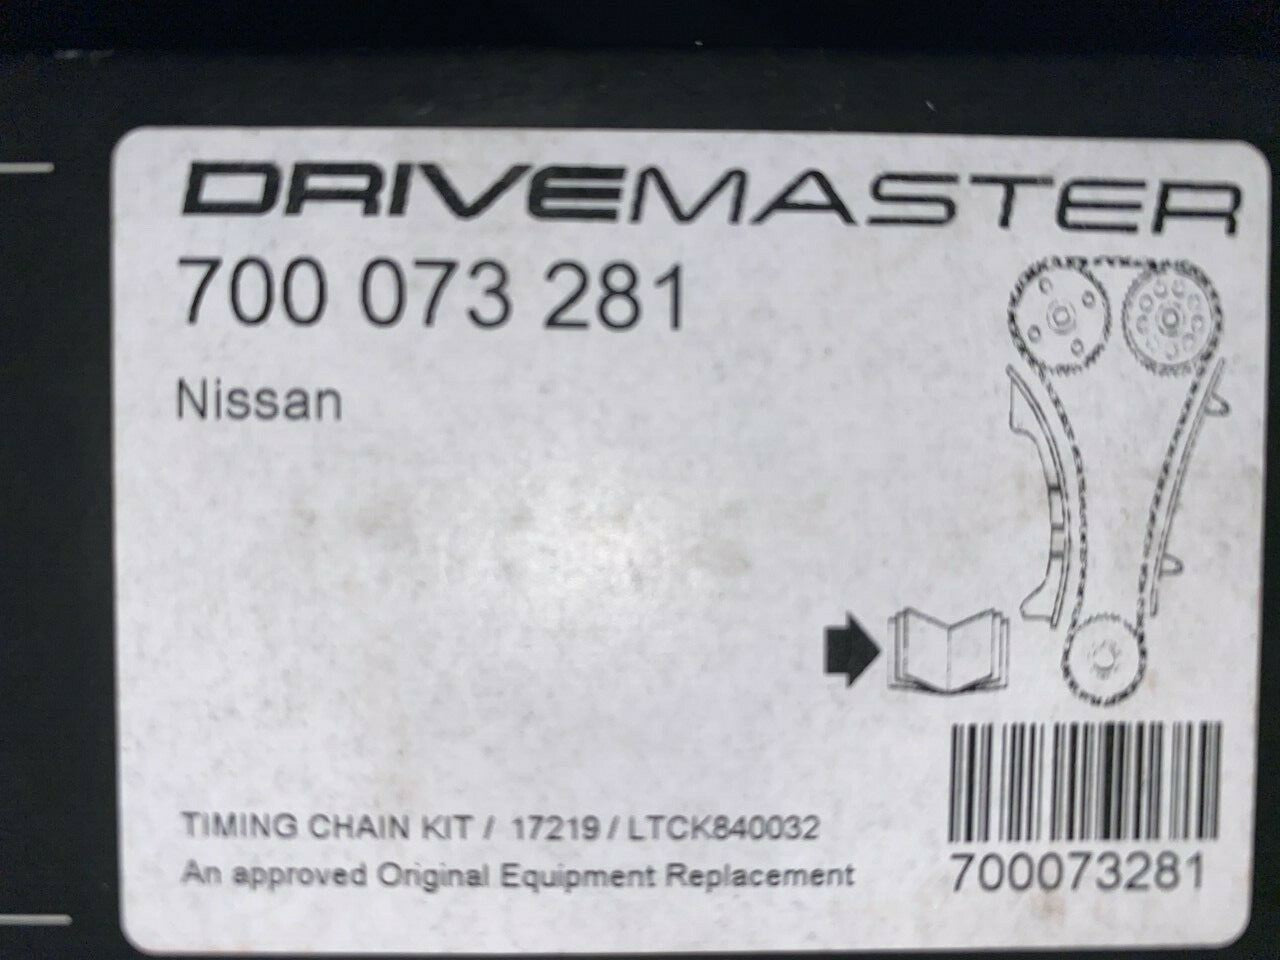 DRIVEMASTER
700 073 281
Nissan
TIMING CHAIN KIT / 17219 / LTCK840032
An approved Original Equipment Replacement
700073281